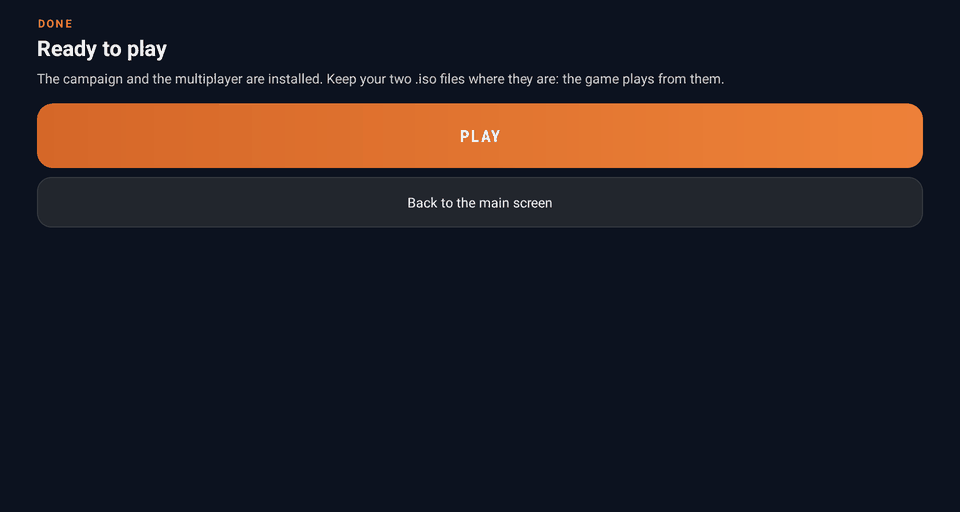 DONE
Ready to play
The campaign and the multiplayer are installed. Keep your two .iso files where they are: the game plays from them.
PLAY
Back to the main screen